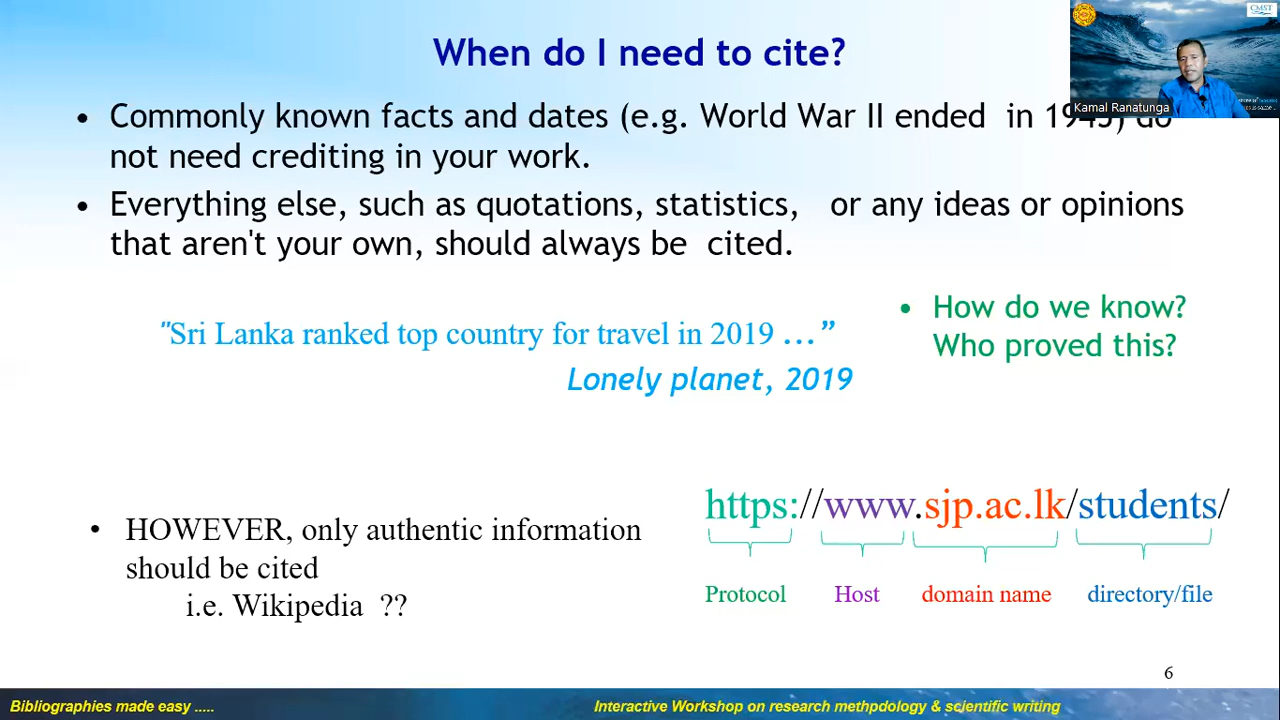 When do I need to cite?
• Commonly known facts and dates (e.g. World War II ended in 1945) do
not need crediting in your work.
• Everything else, such as quotations, statistics, or any ideas or opinions
that aren't your own, should always be cited.
"Sri Lanka ranked top country for travel in 2019 ...”
Lonely planet, 2019
• How do we know?
Who proved this?
• HOWEVER, only authentic information
should be cited
i.e. Wikipedia ??
https://www.sjp.ac.lk/students/
Protocol Host domain name directory/file
6
Bibliographies made easy ..... Interactive Workshop on research methpdology & scientific writing
CMST
Kamal Ranatunga